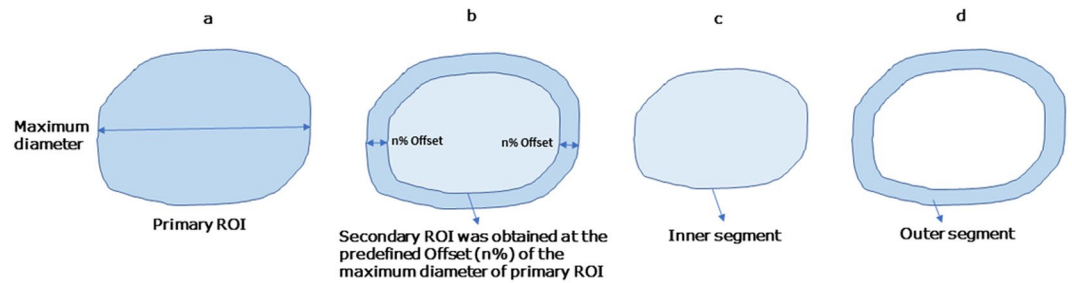 a
b
c
d
Maximum
diameter
n% Offset
n% Offset
Primary ROI
Secondary ROI was obtained at the
predefined Offset (n%) of the
maximum diameter of primary ROI
Inner segment
Outer segment